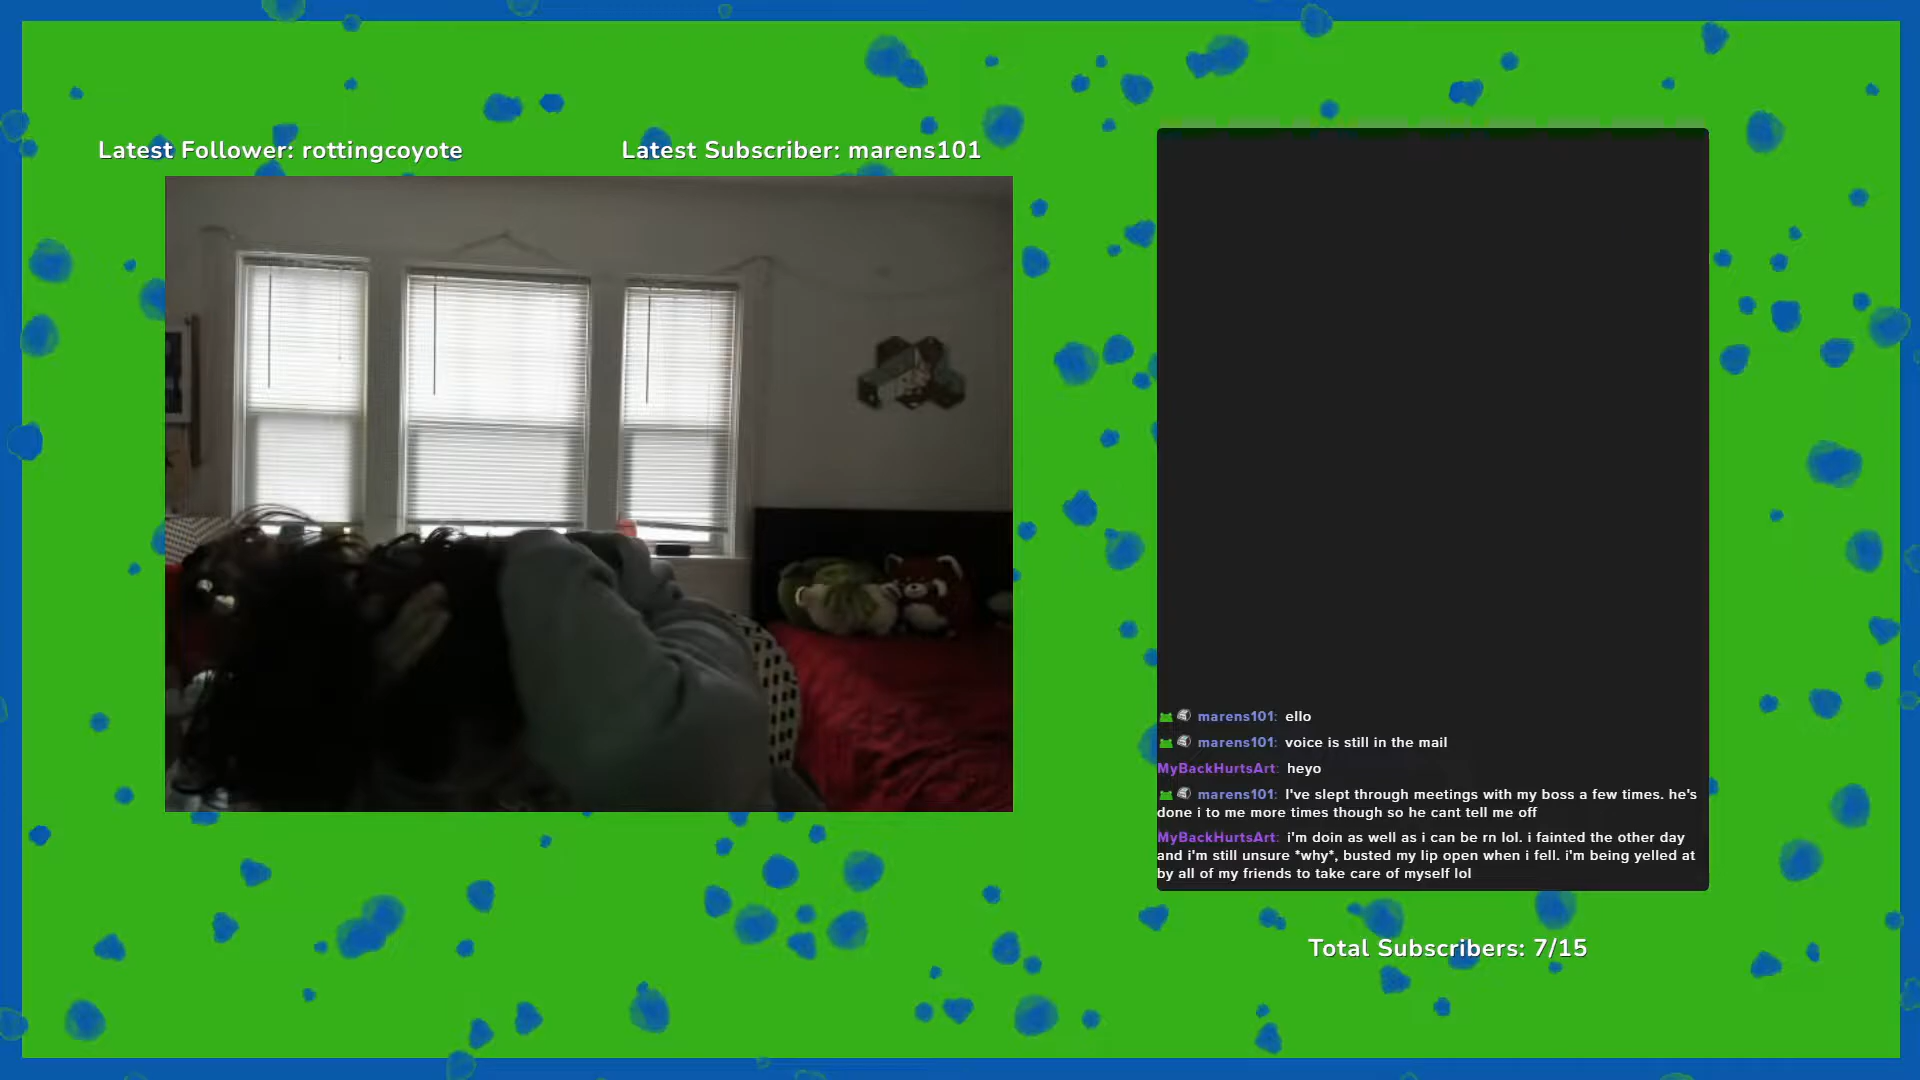 Latest Follower: rottingcoyote
Latest Subscriber: marens101
marens101: ello
marens101: voice is still in the mail
MyBackHurtsArt: heyo
marens101: I've slept through meetings with my boss a few times. he's
done i to me more times though so he cant tell me off
MyBackHurtsArt: i'm doin as well as i can be rn lol. i fainted the other day
and i'm still unsure *why*, busted my lip open when i fell. i'm being yelled at
by all of my friends to take care of myself lol
Total Subscribers: 7/15